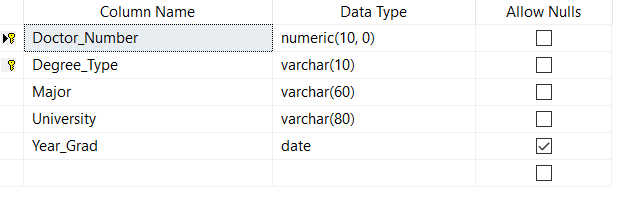 Column Name Data Type Allow Nulls
Doctor_Number numeric(10, 0)
Degree_Type varchar(10)
Major varchar(60)
University varchar(80)
Year_Grad date